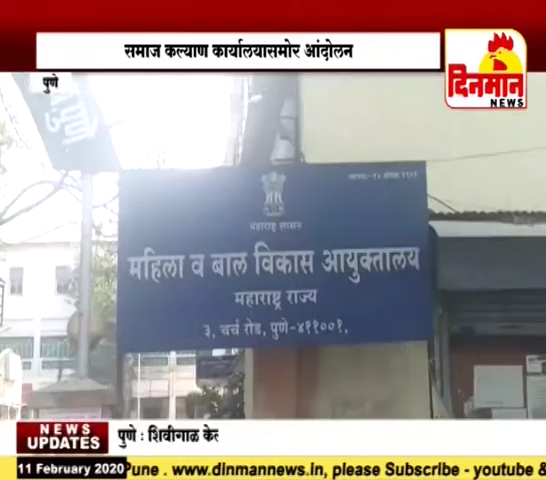 समाज कल्याण कार्यालयासमोर आंदोलन
दिनमान
NEWS
पुणे
महाराष्ट्र शासन
महिला व बाल विकास आयुक्तालय
महाराष्ट्र राज्य
३, चर्च रोड, पुणे-४११००१.
NEWS
UPDATES
पुणे : शिवीगाळ केल
11 February 2020
Pune . www.dinmannews.in, please Subscribe - youtube &